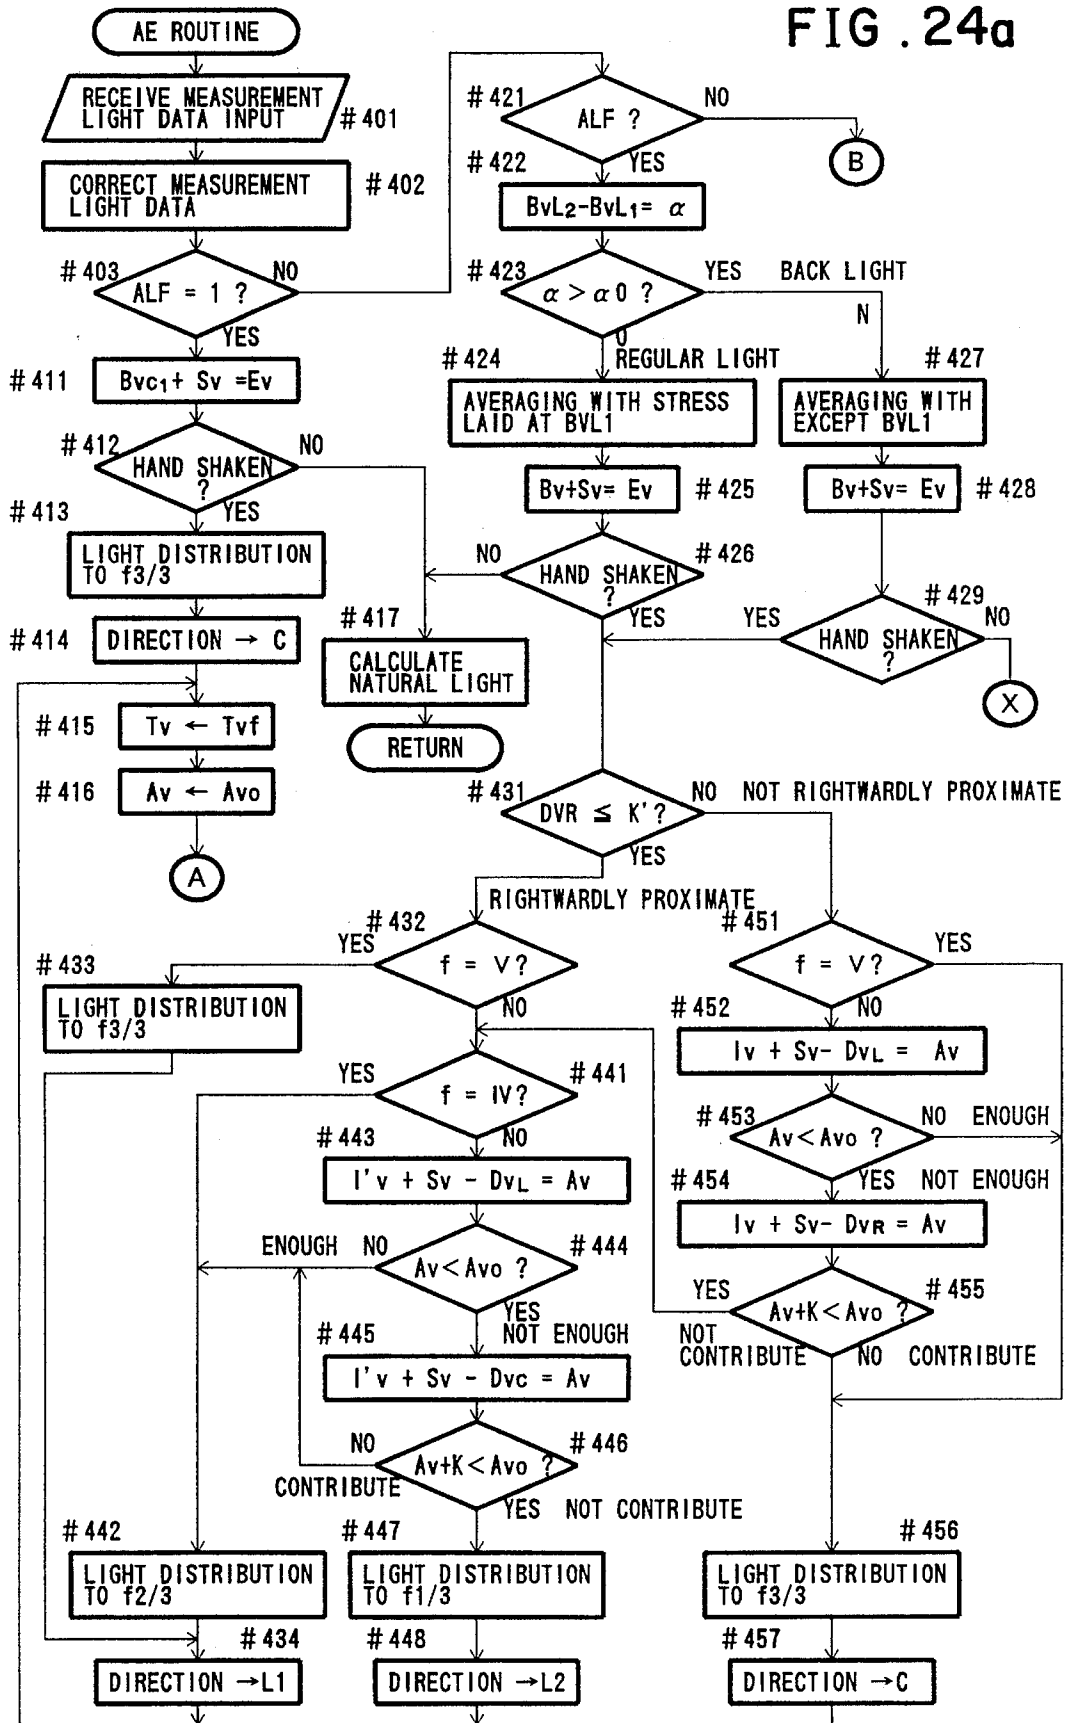 FIG.24a
AE ROUTINE
RECEIVE MEASUREMENT
LIGHT DATA INPUT
#401
CORRECT MEASUREMENT
LIGHT DATA
#402
#403
ALF = 1 ?
NO
YES
#411
Bvc1+ Sv =Ev
#412
HAND SHAKEN
?
NO
YES
#413
LIGHT DISTRIBUTION
TO f3/3
#414
DIRECTION → C
#415
Tv ← Tvf
#416
Av ← Avo
A
#417
CALCULATE
NATURAL LIGHT
RETURN
#421
ALF ?
NO
B
YES
#422
BvL2-BvL1= α
#423
α > α0 ?
YES BACK LIGHT
N
O
REGULAR LIGHT
#424
AVERAGING WITH STRESS
LAID AT BVL1
Bv+Sv= Ev
#425
#426
NO
HAND SHAKEN
?
YES
#427
AVERAGING WITH
EXCEPT BVL1
Bv+Sv= Ev
#428
#429
YES
HAND SHAKEN
?
NO
X
#431
DVR ≦ K'?
NO NOT RIGHTWARDLY PROXIMATE
YES
RIGHTWARDLY PROXIMATE
#432
YES
f = V?
NO
#433
LIGHT DISTRIBUTION
TO f3/3
#441
YES
f = IV?
NO
#443
I'v + Sv - DvL = Av
#444
ENOUGH NO
Av<Avo ?
YES
NOT ENOUGH
#445
I'v + Sv - Dvc = Av
#446
NO
CONTRIBUTE
Av+K<Avo ?
YES NOT CONTRIBUTE
#451
f = V?
YES
NO
#452
Iv + Sv- DvL = Av
#453
Av<Avo ?
NO ENOUGH
YES NOT ENOUGH
#454
Iv + Sv- DvR = Av
#455
YES
NOT
CONTRIBUTE
Av+K<Avo ?
NO CONTRIBUTE
#442
LIGHT DISTRIBUTION
TO f2/3
#434
DIRECTION →L1
#447
LIGHT DISTRIBUTION
TO f1/3
#448
DIRECTION →L2
#456
LIGHT DISTRIBUTION
TO f3/3
#457
DIRECTION →C